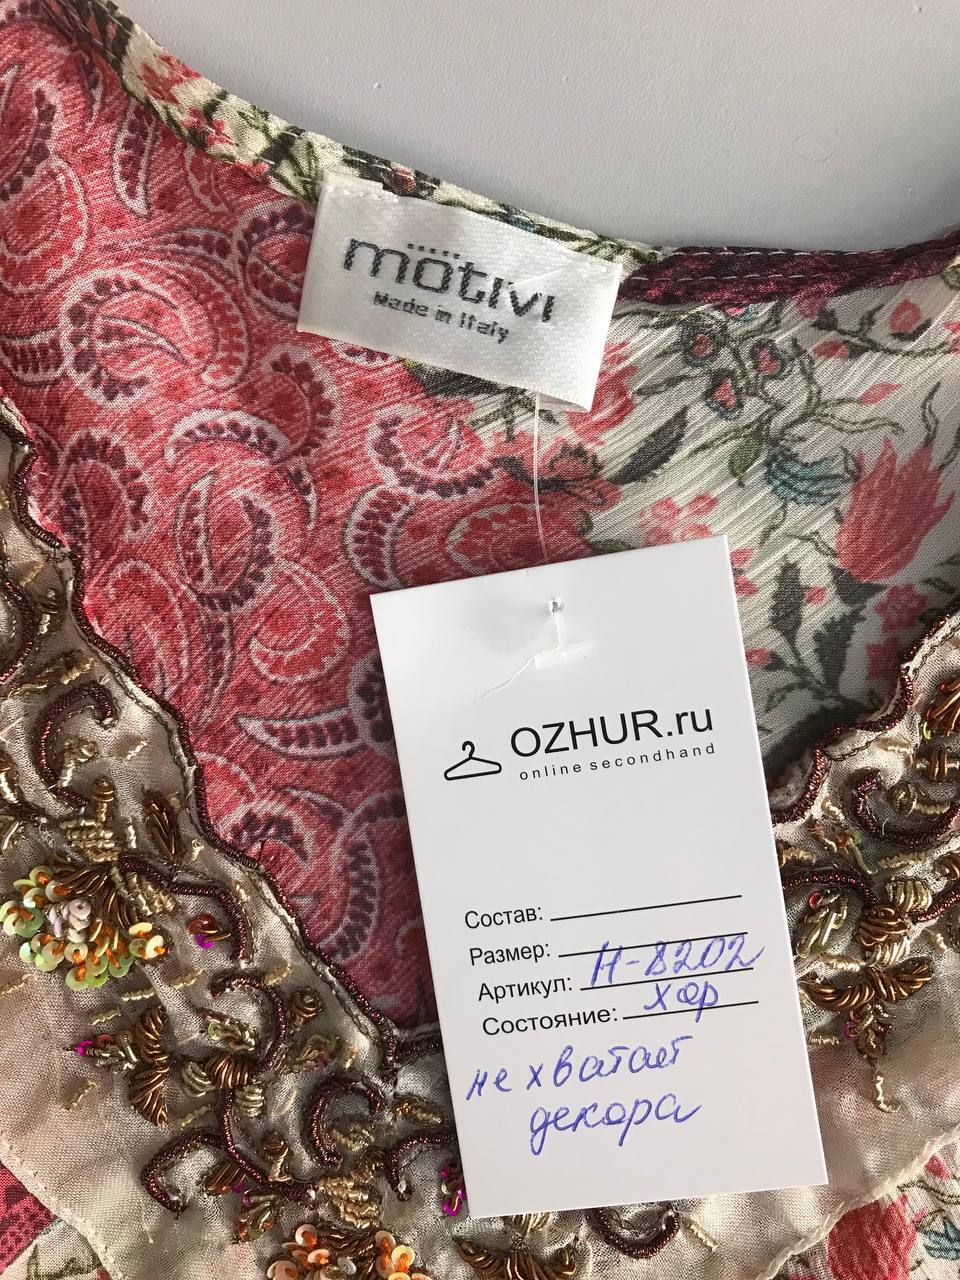 mötivi
Made in Italy
OZHUR.ru
online secondhand
Состав:
Размер:
Артикул: Н-8202
Состояние: хор
не хватает
декора